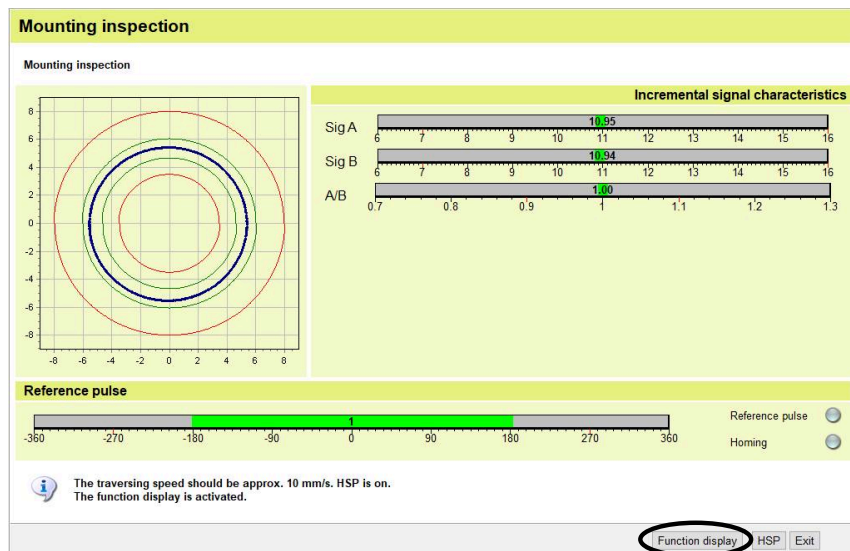 Mounting inspection
Mounting inspection
8
6
4
2
0
-2
-4
-6
-8
-8 -6 -4 -2 0 2 4 6 8
Incremental signal characteristics
Sig A
10.95
6 7 8 9 10 11 12 13 14 15 16
Sig B
10.94
6 7 8 9 10 11 12 13 14 15 16
A/B
1.00
0.7 0.8 0.9 1 1.1 1.2 1.3
Reference pulse
1
-360 -270 -180 -90 0 90 180 270 360
Reference pulse
Homing
The traversing speed should be approx. 10 mm/s. HSP is on.
The function display is activated.
Function display HSP Exit